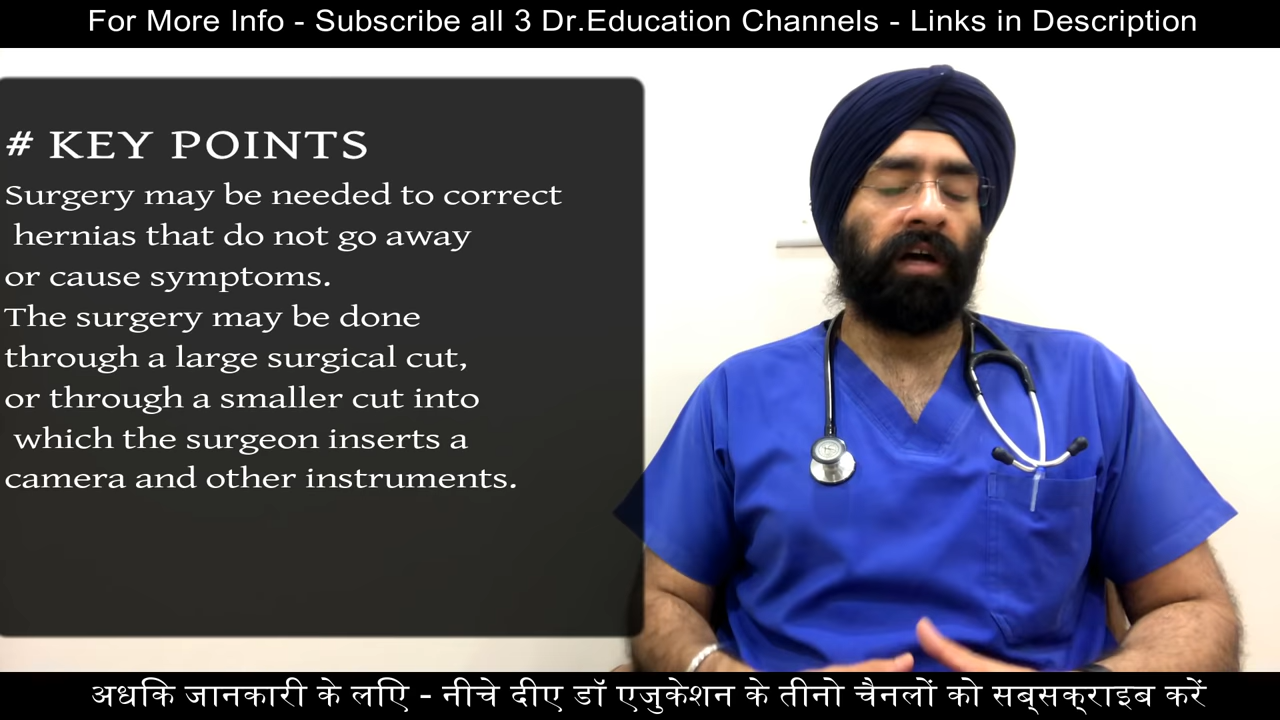 For More Info - Subscribe all 3 Dr.Education Channels - Links in Description
# KEY POINTS
Surgery may be needed to correct
hernias that do not go away
or cause symptoms.
The surgery may be done
through a large surgical cut,
or through a smaller cut into
which the surgeon inserts a
camera and other instruments.
अधकि जानकारी के लएि - नीचे दीए डॉ एजुकेशन के तीनो चैनलों को सब्सक्राइब करें